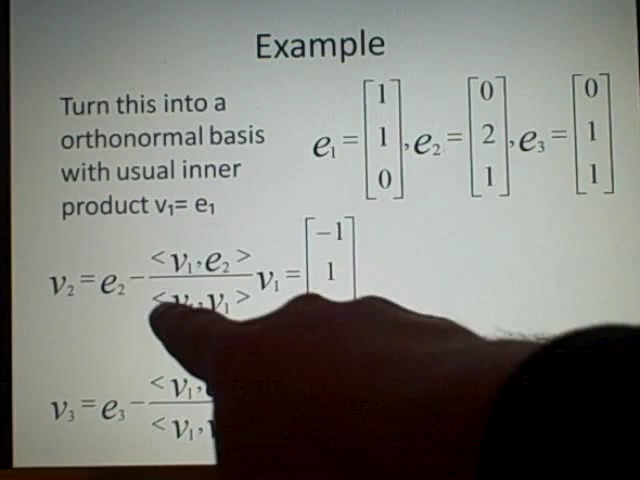 Example
Turn this into a
orthonormal basis
with usual inner
product v₁= e₁
e₁ = [1 1 0], e₂ = [0 2 1], e₃ = [0 1 1]
v₂ = e₂ − <v₁,e₂> / <v₁,v₁> v₁ = [−1 1
v₃ = e₃ − <v₁, / <v₁,